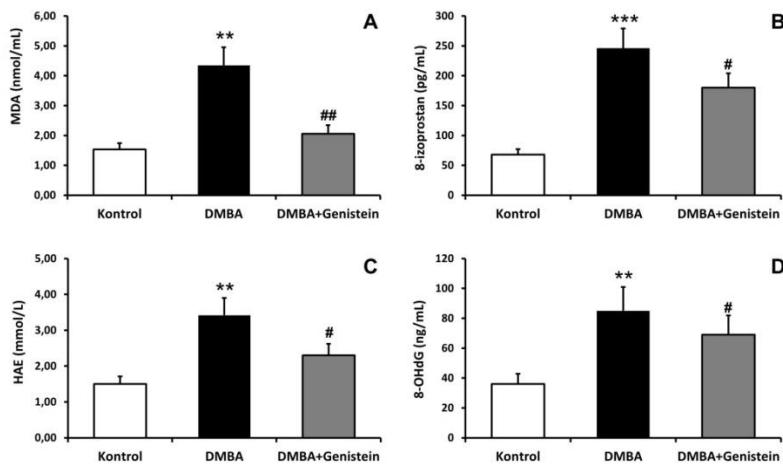 A
MDA (nmol/mL)
6,00
5,00
4,00
3,00
2,00
1,00
0,00
**
##
Kontrol DMBA DMBA+Genistein
B
8-izoprostan (pg/mL)
300
250
200
150
100
50
0
***
#
Kontrol DMBA DMBA+Genistein
C
HAE (mmol/L)
5,00
4,00
3,00
2,00
1,00
0,00
**
#
Kontrol DMBA DMBA+Genistein
D
8-OHdG (ng/mL)
120
100
80
60
40
20
0
**
#
Kontrol DMBA DMBA+Genistein